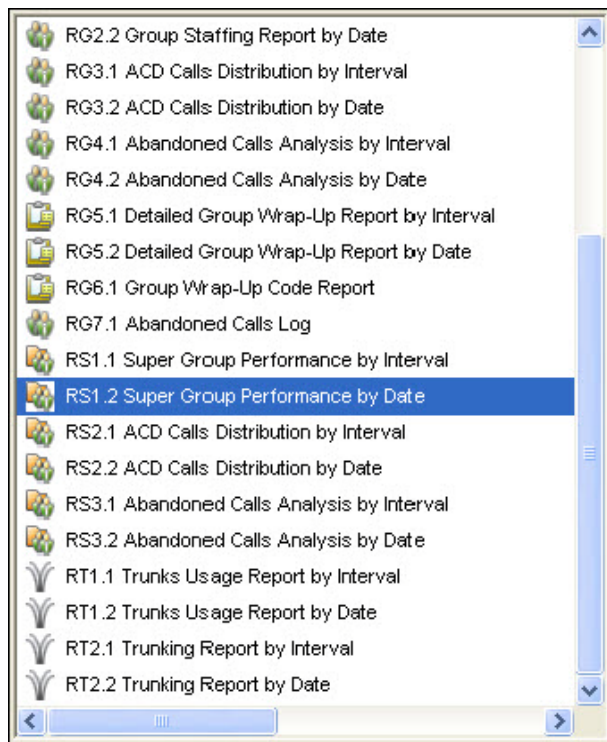 RG2.2 Group Staffing Report by Date
RG3.1 ACD Calls Distribution by Interval
RG3.2 ACD Calls Distribution by Date
RG4.1 Abandoned Calls Analysis by Interval
RG4.2 Abandoned Calls Analysis by Date
RG5.1 Detailed Group Wrap-Up Report by Interval
RG5.2 Detailed Group Wrap-Up Report by Date
RG6.1 Group Wrap-Up Code Report
RG7.1 Abandoned Calls Log
RS1.1 Super Group Performance by Interval
RS1.2 Super Group Performance by Date
RS2.1 ACD Calls Distribution by Interval
RS2.2 ACD Calls Distribution by Date
RS3.1 Abandoned Calls Analysis by Interval
RS3.2 Abandoned Calls Analysis by Date
RT1.1 Trunks Usage Report by Interval
RT1.2 Trunks Usage Report by Date
RT2.1 Trunking Report by Interval
RT2.2 Trunking Report by Date